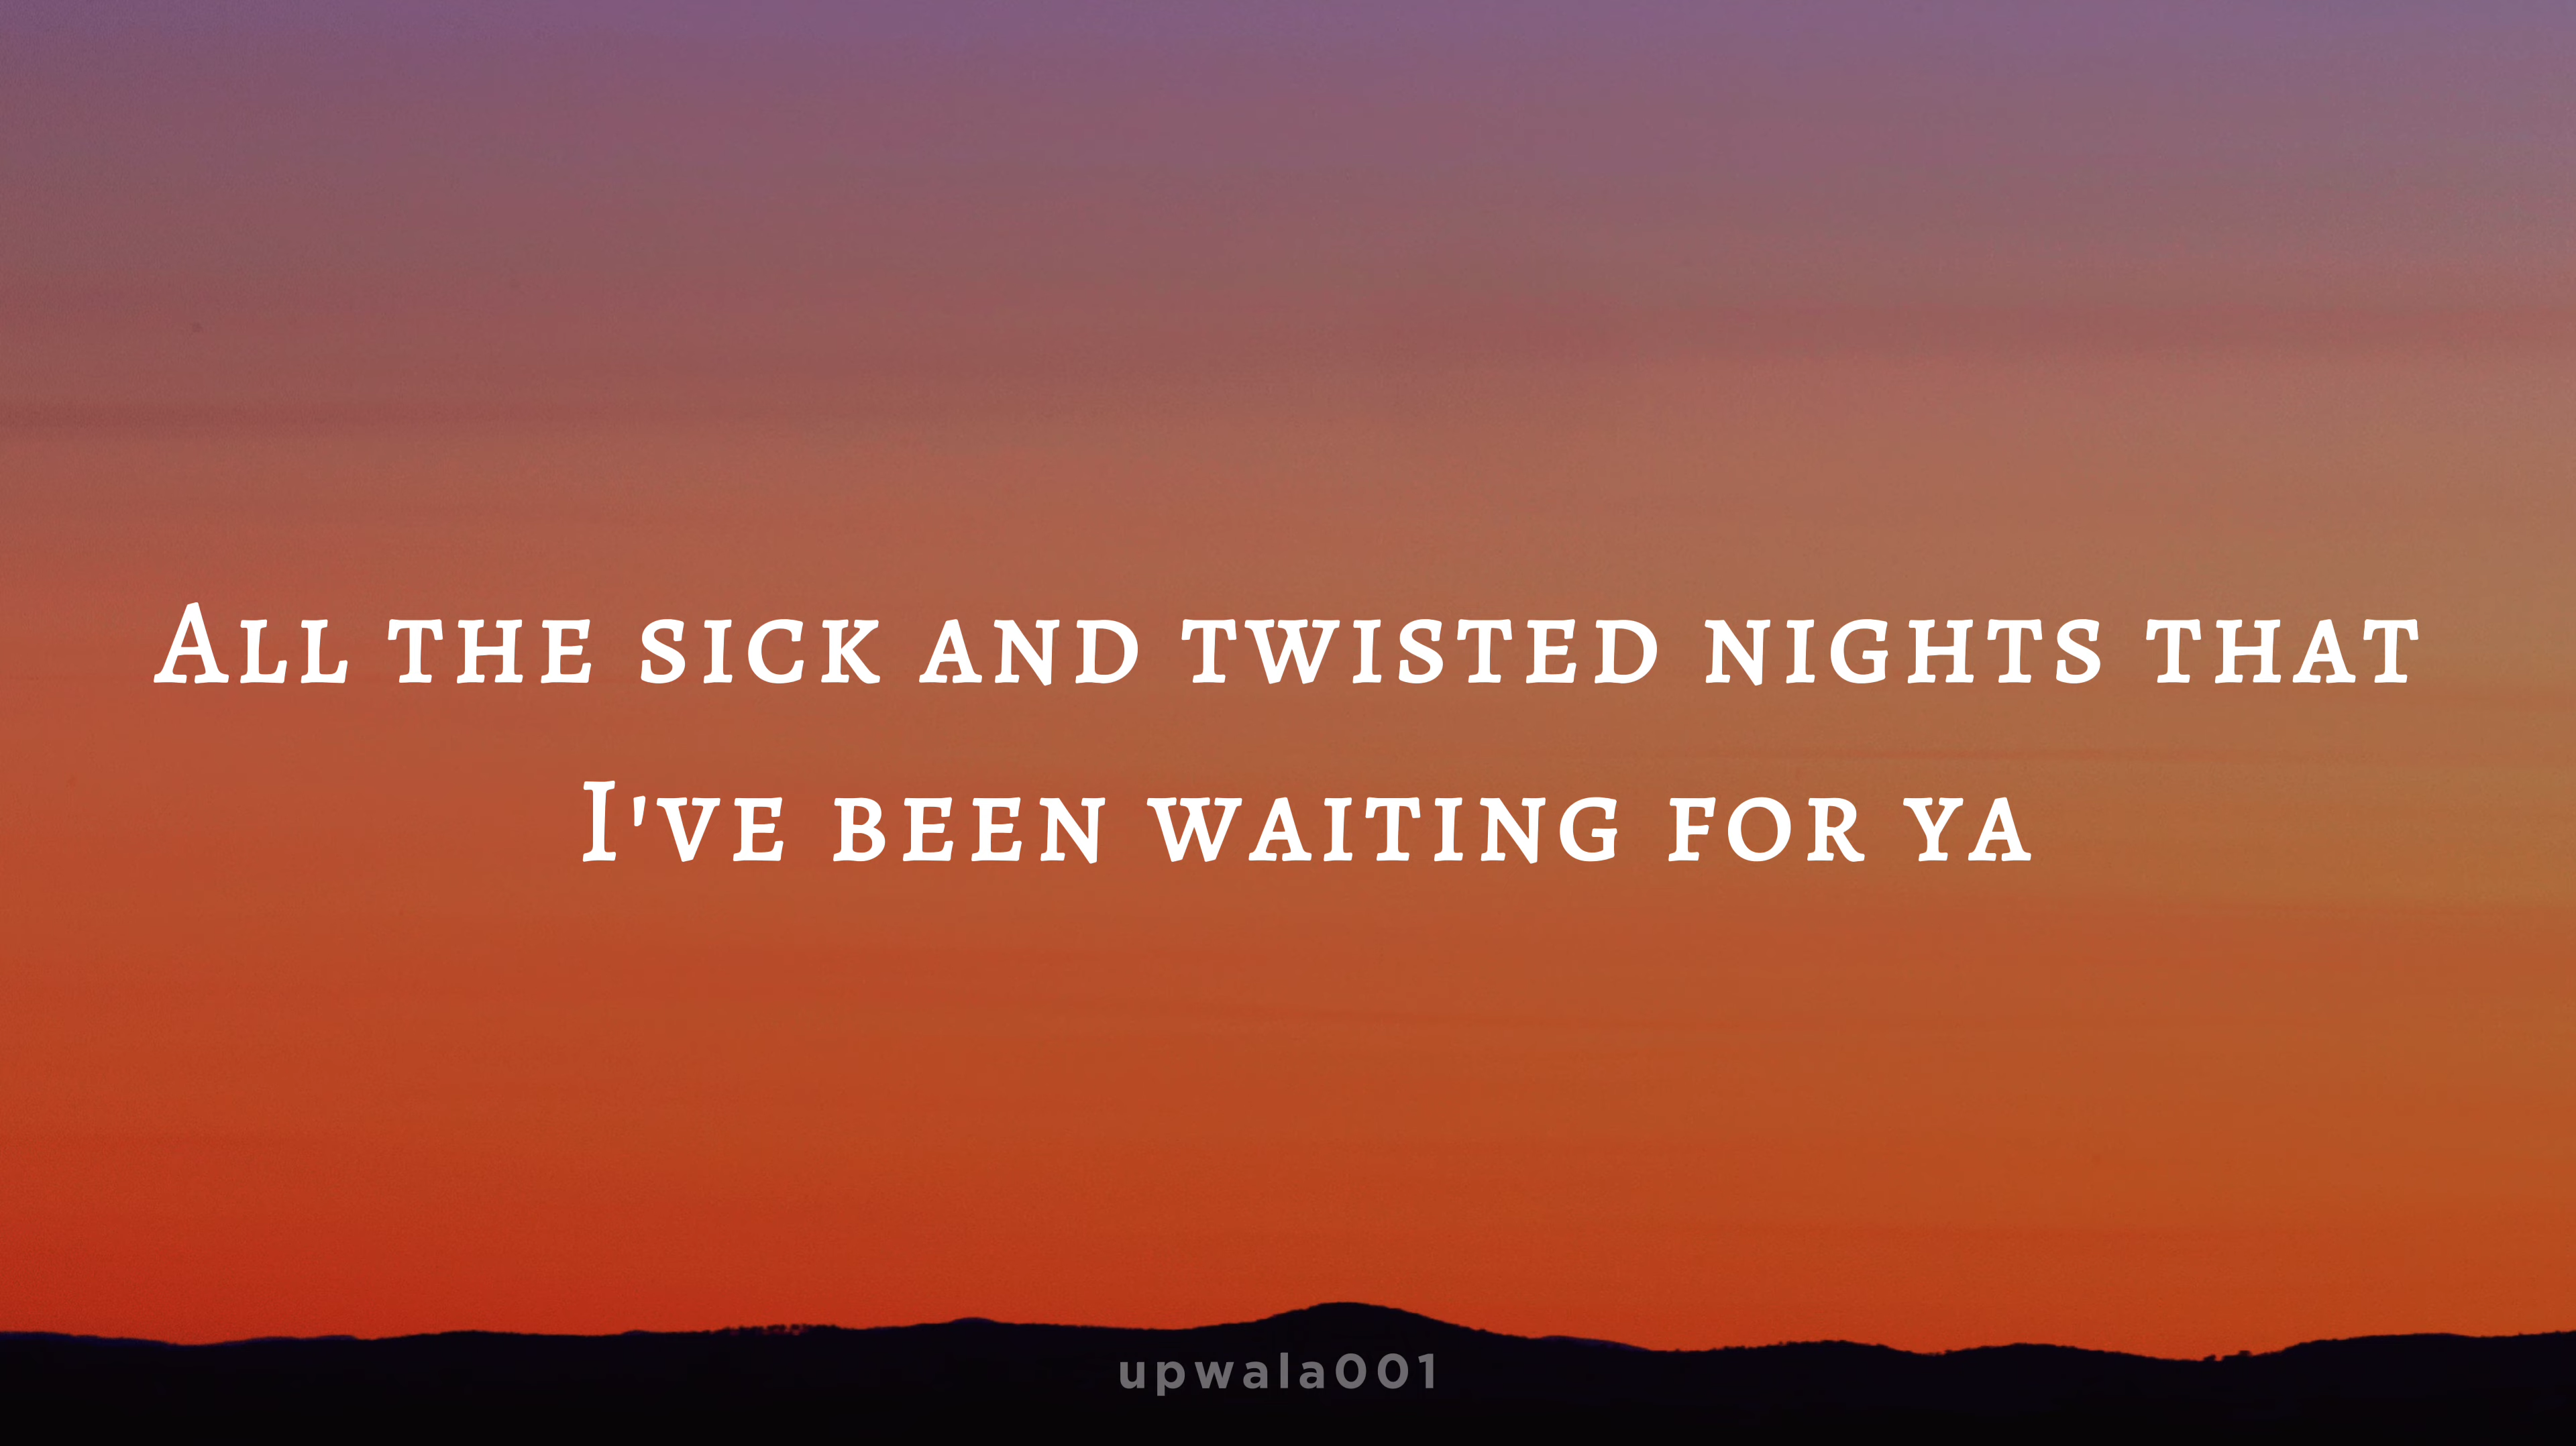 All the sick and twisted nights that
I've been waiting for ya
upwala001